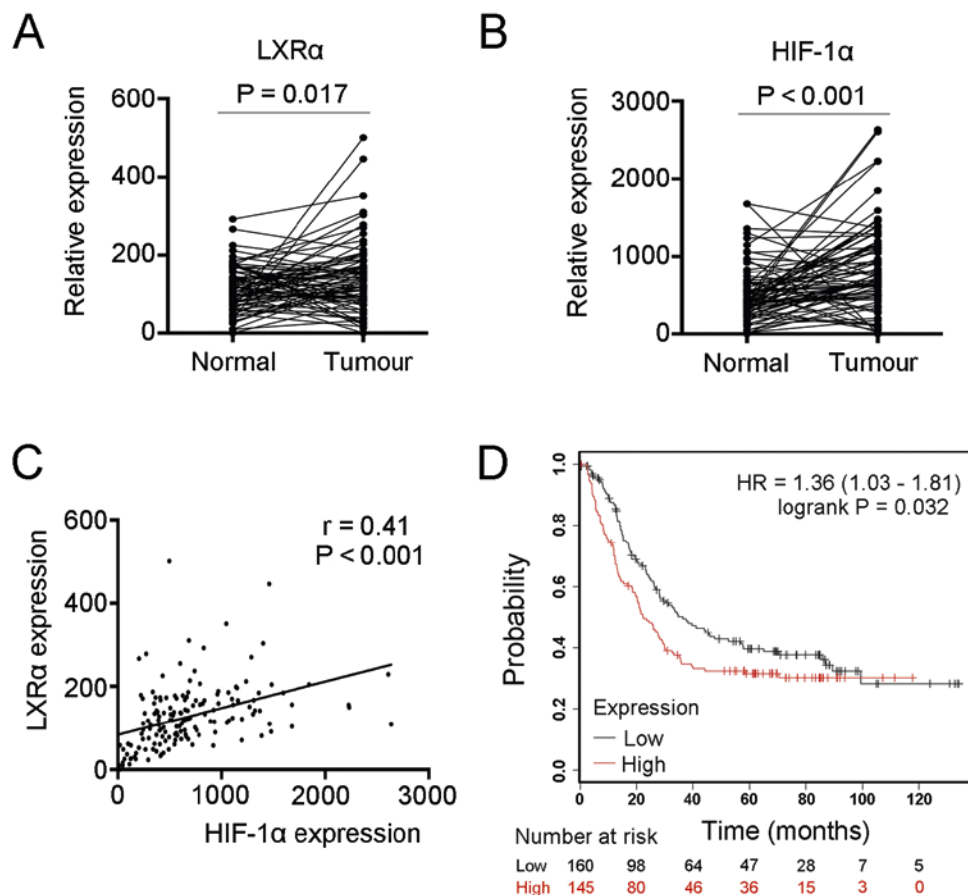 A
LXRα
P = 0.017
Relative expression
600
400
200
0
Normal Tumour
B
HIF-1α
P < 0.001
Relative expression
3000
2000
1000
0
Normal Tumour
C
r = 0.41
P < 0.001
LXRα expression
600
400
200
0
0 1000 2000 3000
HIF-1α expression
D
HR = 1.36 (1.03 - 1.81)
logrank P = 0.032
Probability
1.0
0.8
0.6
0.4
0.2
0.0
Expression
Low
High
0 20 40 60 80 100 120
Time (months)
Number at risk
Low 160 98 64 47 28 7 5
High 145 80 46 36 15 3 0